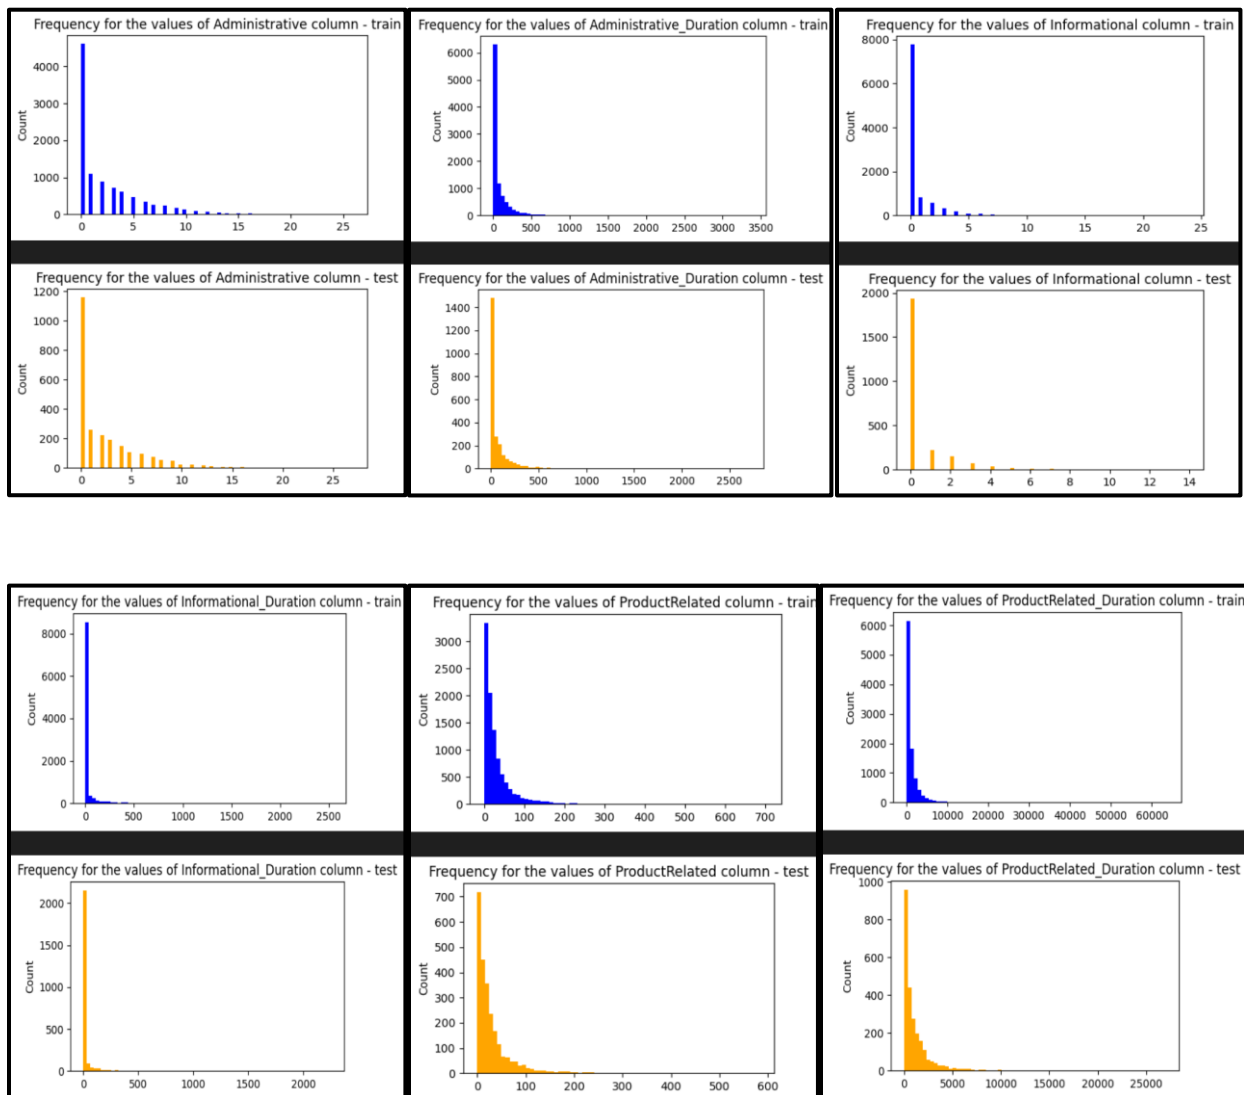 Frequency for the values of Administrative column - train
Count
4000
3000
2000
1000
0
0 5 10 15 20 25
Frequency for the values of Administrative_Duration column - train
Count
6000
5000
4000
3000
2000
1000
0
0 500 1000 1500 2000 2500 3000 3500
Frequency for the values of Informational column - train
Count
8000
6000
4000
2000
0
0 5 10 15 20 25
Frequency for the values of Administrative column - test
Count
1200
1000
800
600
400
200
0
0 5 10 15 20 25
Frequency for the values of Administrative_Duration column - test
Count
1400
1200
1000
800
600
400
200
0
0 500 1000 1500 2000 2500
Frequency for the values of Informational column - test
Count
2000
1500
1000
500
0
0 2 4 6 8 10 12 14
Frequency for the values of Informational_Duration column - train
Count
8000
6000
4000
2000
0
0 500 1000 1500 2000 2500
Frequency for the values of ProductRelated column - train
Count
3000
2500
2000
1500
1000
500
0
0 100 200 300 400 500 600 700
Frequency for the values of ProductRelated_Duration column - train
Count
6000
5000
4000
3000
2000
1000
0
0 10000 20000 30000 40000 50000 60000
Frequency for the values of Informational_Duration column - test
Count
2000
1500
1000
500
0
0 500 1000 1500 2000
Frequency for the values of ProductRelated column - test
Count
700
600
500
400
300
200
100
0
0 100 200 300 400 500 600
Frequency for the values of ProductRelated_Duration column - test
Count
1000
800
600
400
200
0
0 5000 10000 15000 20000 25000